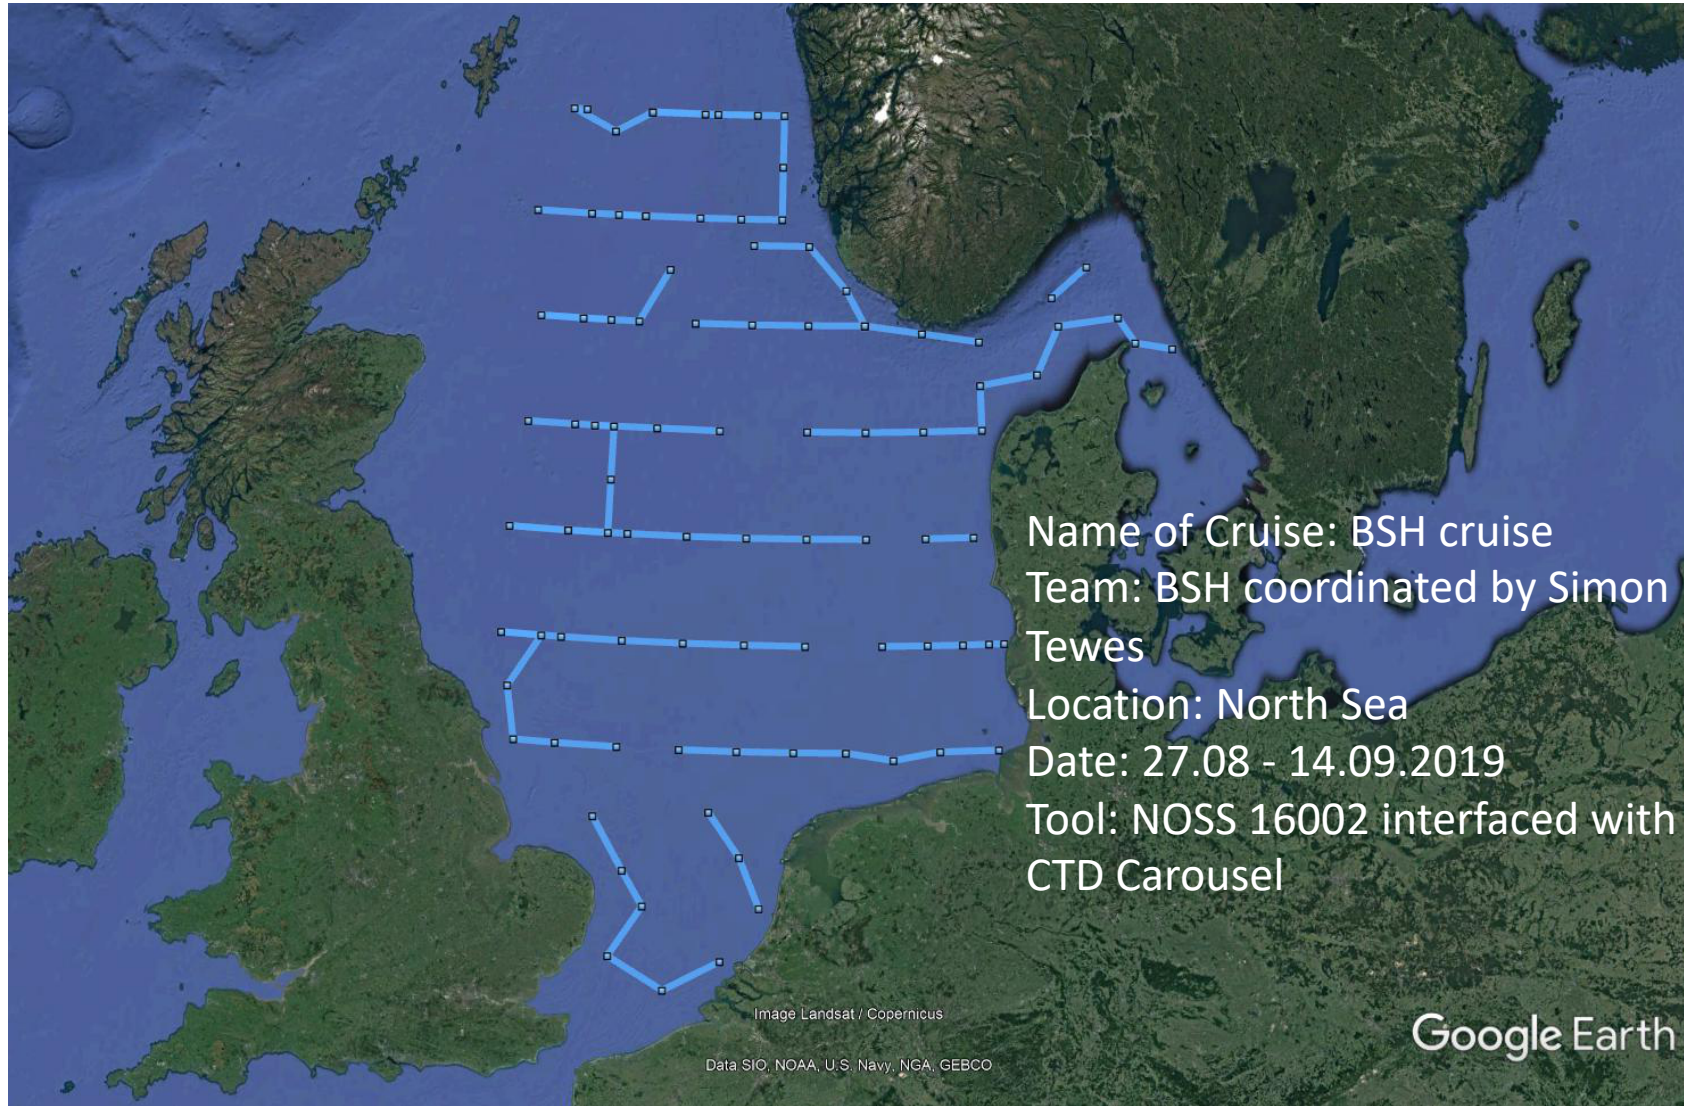 Name of Cruise: BSH cruise
Team: BSH coordinated by Simon
Tewes
Location: North Sea
Date: 27.08 - 14.09.2019
Tool: NOSS 16002 interfaced with
CTD Carousel
Image Landsat / Copernicus
Data SIO, NOAA, U.S. Navy, NGA, GEBCO
Google Earth